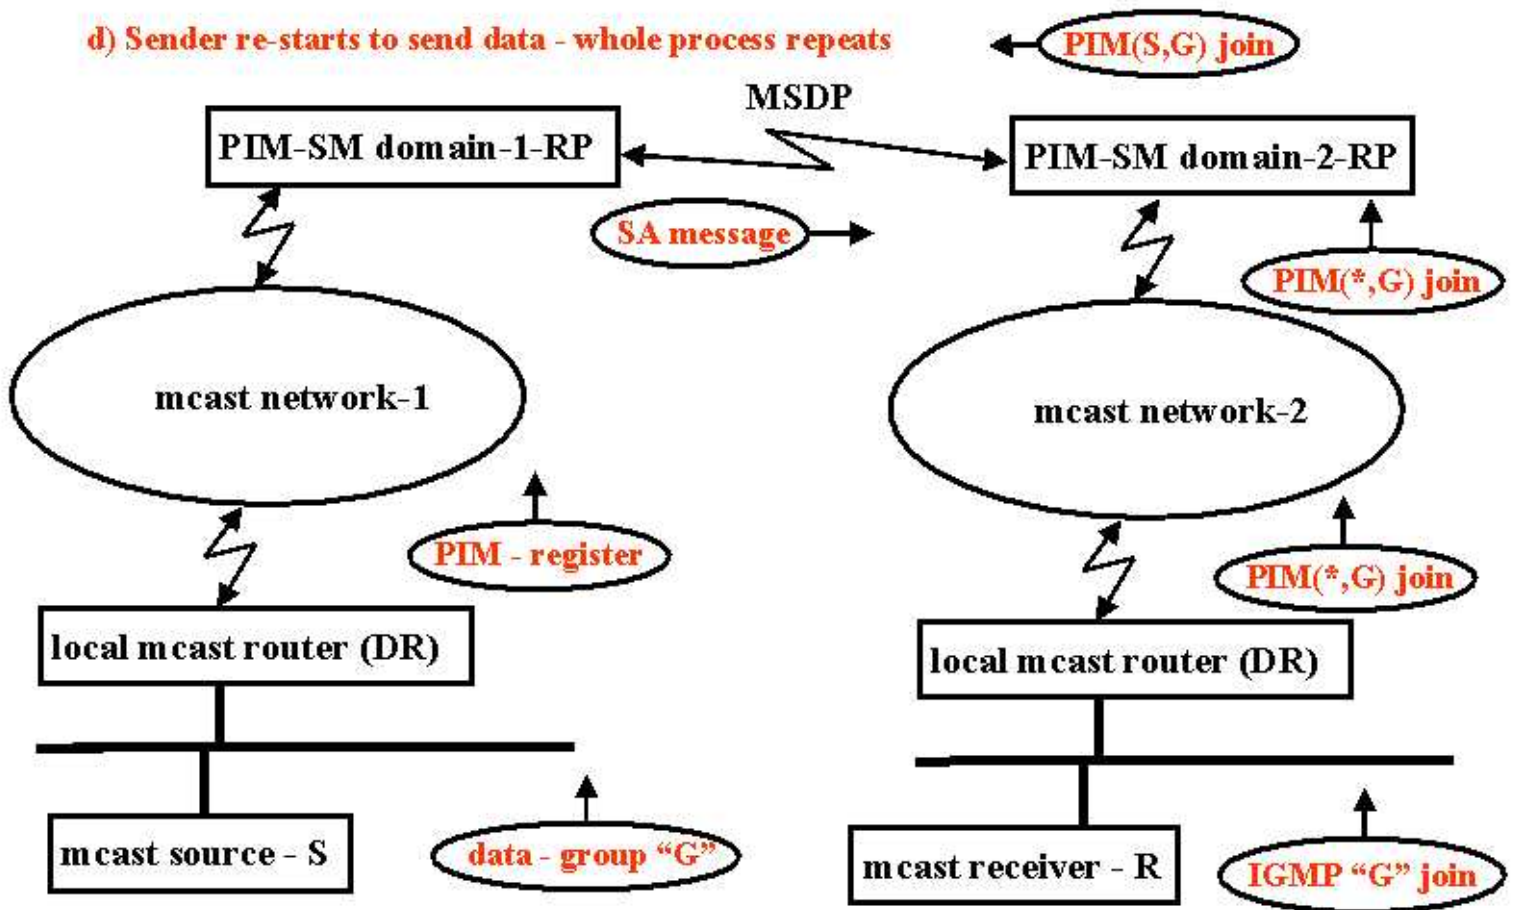 d) Sender re-starts to send data - whole process repeats
PIM(S,G) join
MSDP
PIM-SM domain-1-RP
PIM-SM domain-2-RP
SA message
PIM(*,G) join
mcast network-1
mcast network-2
PIM - register
PIM(*,G) join
local mcast router (DR)
local mcast router (DR)
mcast source - S
data - group “G”
mcast receiver - R
IGMP “G” join